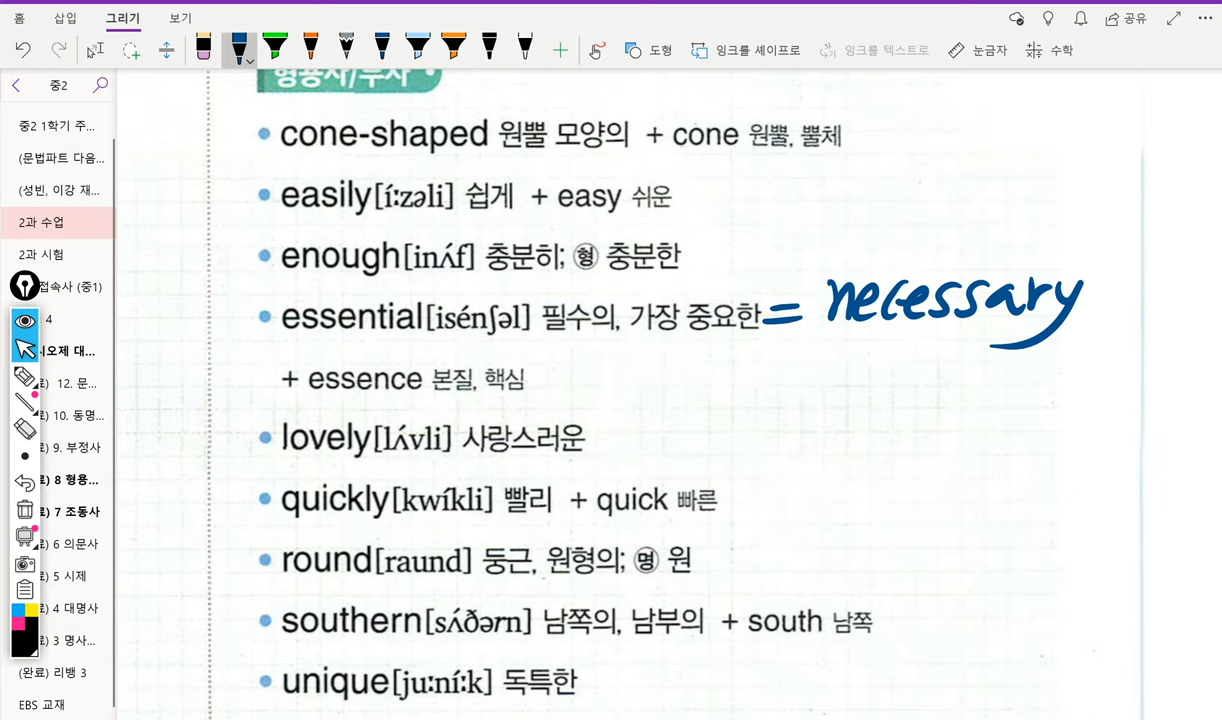 홈 삽입 그리기 보기 공유
도형 잉크를 셰이프로 잉크를 텍스트로 눈금자 수학
중2
중2 1학기 주...
(문법파트 다음...
(성빈, 이강 재...
2과 수업
2과 시험
접속사 (중1)
4
오제 대...
) 12. 문...
) 10. 동명...
) 9. 부정사
) 8 형용...
) 7 조동사
) 6 의문사
) 5 시제
) 4 대명사
) 3 명사...
(완료) 리뱅 3
EBS 교재
형용사/부사
• cone-shaped 원뿔 모양의 + cone 원뿔, 뿔체
• easily[íːzəli] 쉽게 + easy 쉬운
• enough[inʌ́f] 충분히; 형 충분한
• essential[isénʃəl] 필수의, 가장 중요한 = necessary
+ essence 본질, 핵심
• lovely[lʌ́vli] 사랑스러운
• quickly[kwíkli] 빨리 + quick 빠른
• round[raund] 둥근, 원형의; 명 원
• southern[sʌ́ðərn] 남쪽의, 남부의 + south 남쪽
• unique[juːníːk] 독특한